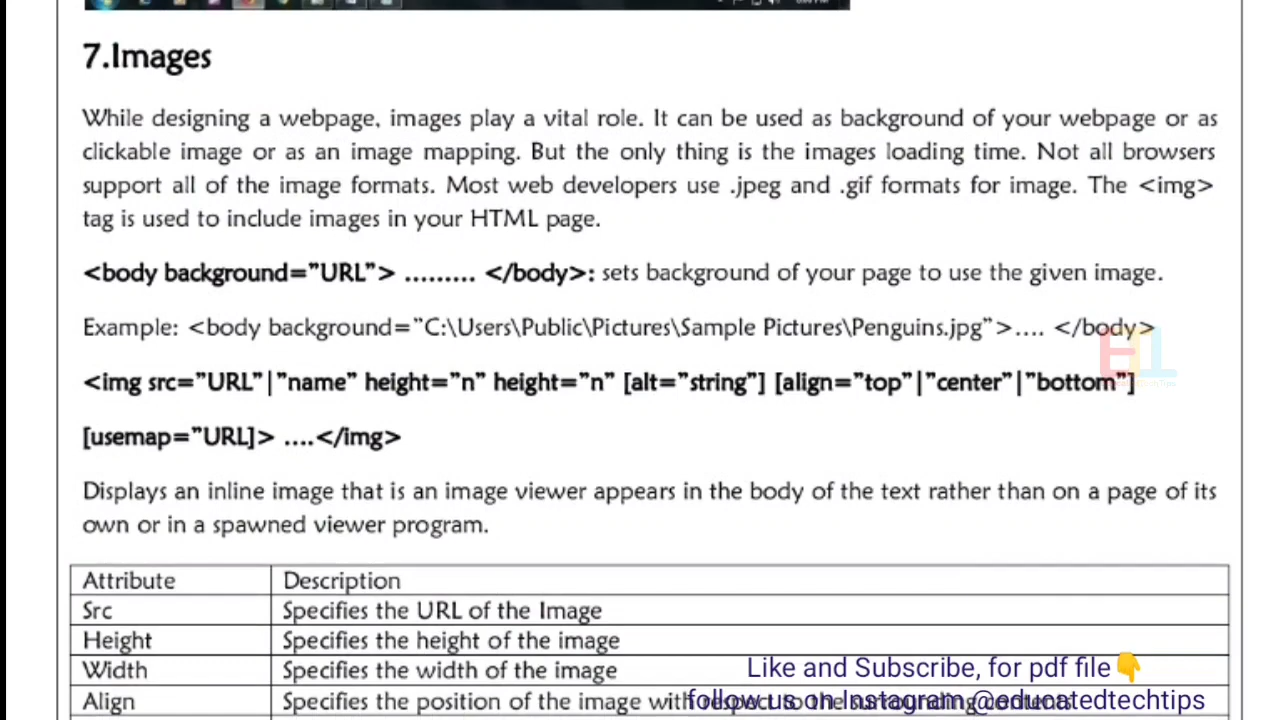 7.Images
While designing a webpage, images play a vital role. It can be used as background of your webpage or as
clickable image or as an image mapping. But the only thing is the images loading time. Not all browsers
support all of the image formats. Most web developers use .jpeg and .gif formats for image. The <img>
tag is used to include images in your HTML page.
<body background="URL"> ......... </body>: sets background of your page to use the given image.
Example: <body background="C:\Users\Public\Pictures\Sample Pictures\Penguins.jpg">.... </body>
<img src="URL"|"name" height="n" height="n" [alt="string"] [align="top"|"center"|"bottom"]
[usemap="URL]> ....</img>
Displays an inline image that is an image viewer appears in the body of the text rather than on a page of its
own or in a spawned viewer program.
Attribute Description
Src Specifies the URL of the Image
Height Specifies the height of the image
Width Specifies the width of the image
Align Specifies the position of the image with respect to the surrounding contents
Like and Subscribe, for pdf file👇
follow us on Instagram @educatedtechtips